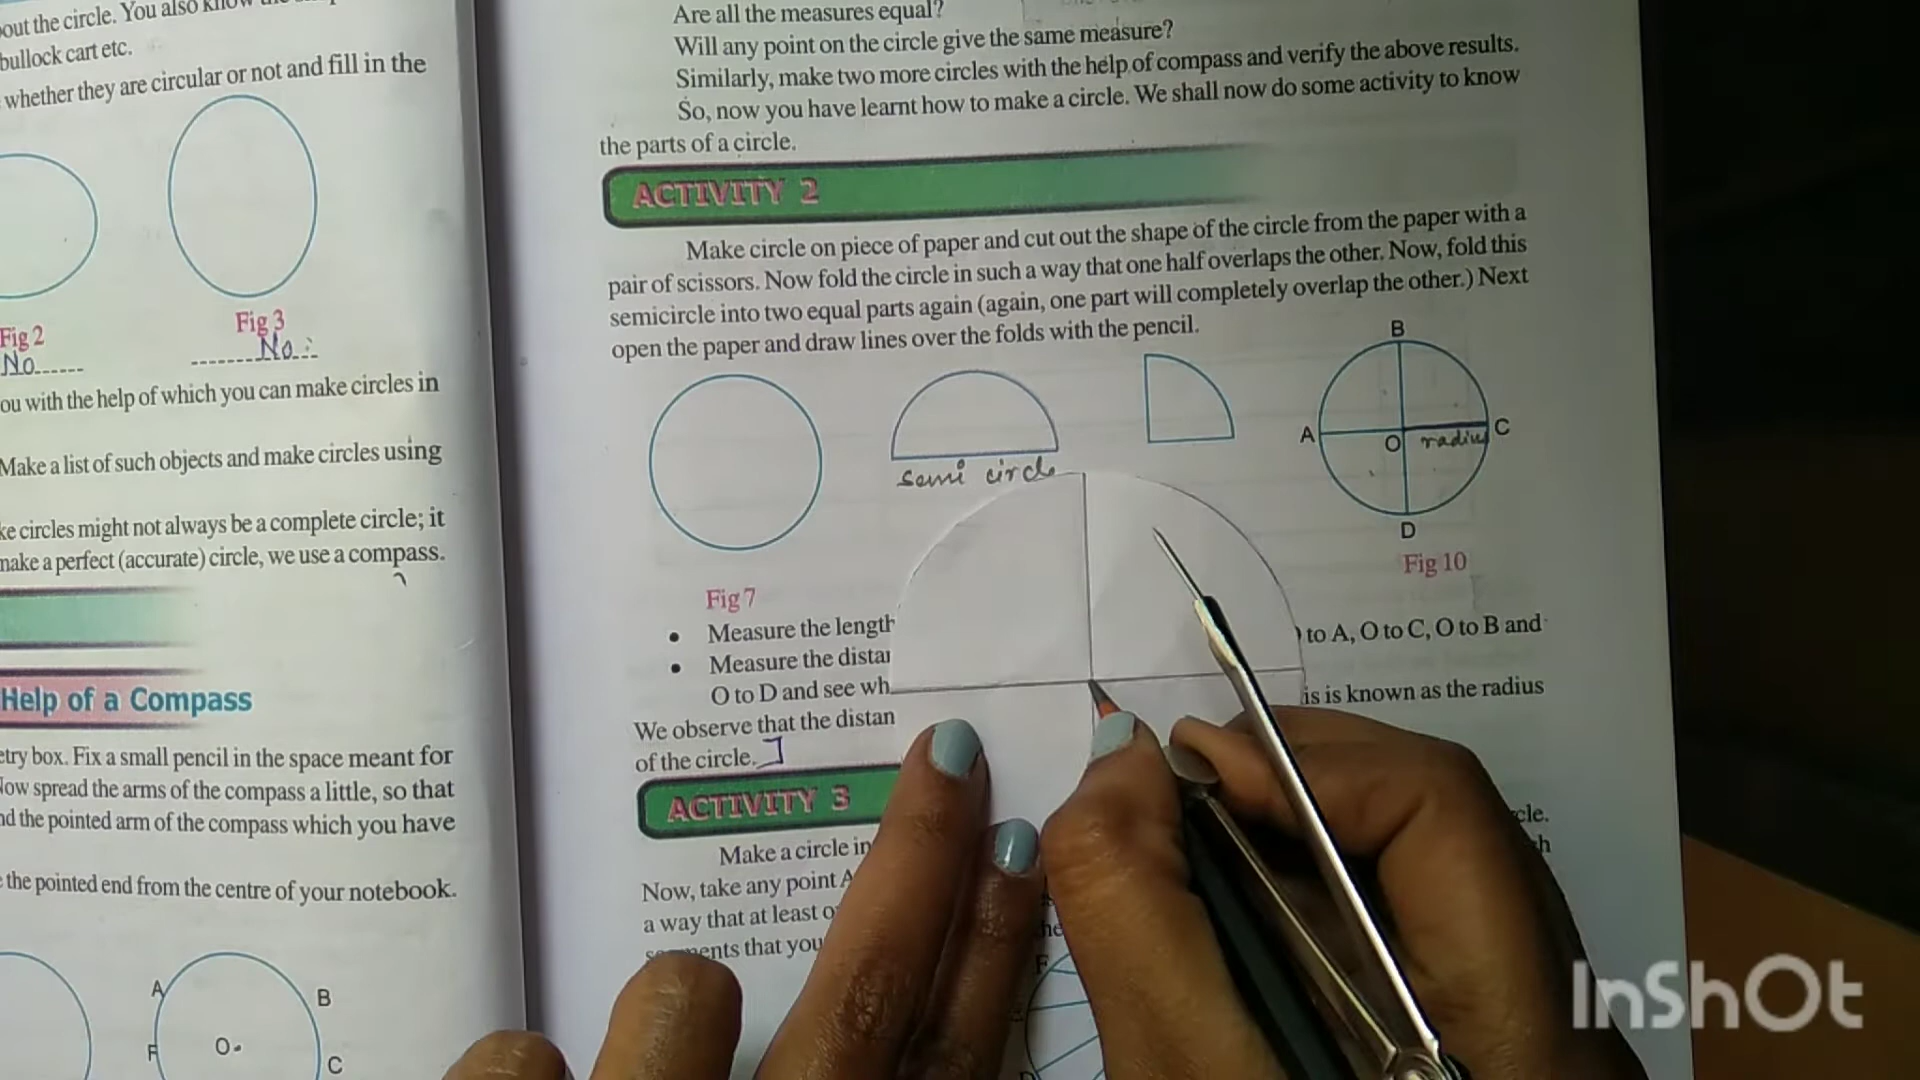 out the circle. You also know the
bullock cart etc.
whether they are circular or not and fill in the
Fig 2
No
Fig 3
No
ou with the help of which you can make circles in
Make a list of such objects and make circles using
ke circles might not always be a complete circle; it
make a perfect (accurate) circle, we use a compass.
Help of a Compass
etry box. Fix a small pencil in the space meant for
Now spread the arms of the compass a little, so that
nd the pointed arm of the compass which you have
the pointed end from the centre of your notebook.
A
B
F
O
C
Are all the measures equal?
Will any point on the circle give the same measure?
Similarly, make two more circles with the help of compass and verify the above results.
So, now you have learnt how to make a circle. We shall now do some activity to know
the parts of a circle.
ACTIVITY 2
Make circle on piece of paper and cut out the shape of the circle from the paper with a
pair of scissors. Now fold the circle in such a way that one half overlaps the other. Now, fold this
semicircle into two equal parts again (again, one part will completely overlap the other.) Next
open the paper and draw lines over the folds with the pencil.
B
A
O radius C
semi circle
D
Fig 7
Fig 10
Measure the length
to A, O to C, O to B and
Measure the distan
O to D and see wh
is is known as the radius
We observe that the distan
of the circle.
ACTIVITY 3
cle.
Make a circle in
h
Now, take any point A
a way that at least o
he
ments that you
F
D
InShOt